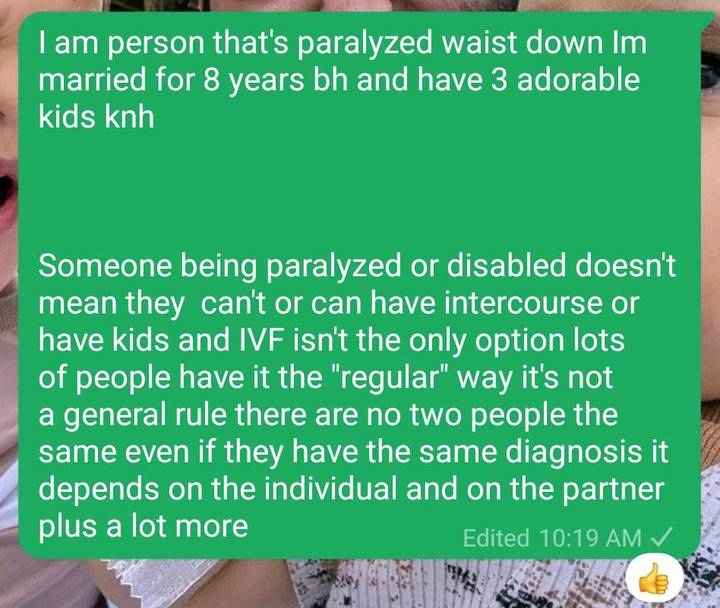 I am person that's paralyzed waist down Im
married for 8 years bh and have 3 adorable
kids knh
Someone being paralyzed or disabled doesn't
mean they  can't or can have intercourse or
have kids and IVF isn't the only option lots
of people have it the "regular" way it's not
a general rule there are no two people the
same even if they have the same diagnosis it
depends on the individual and on the partner
plus a lot more
Edited 10:19 AM